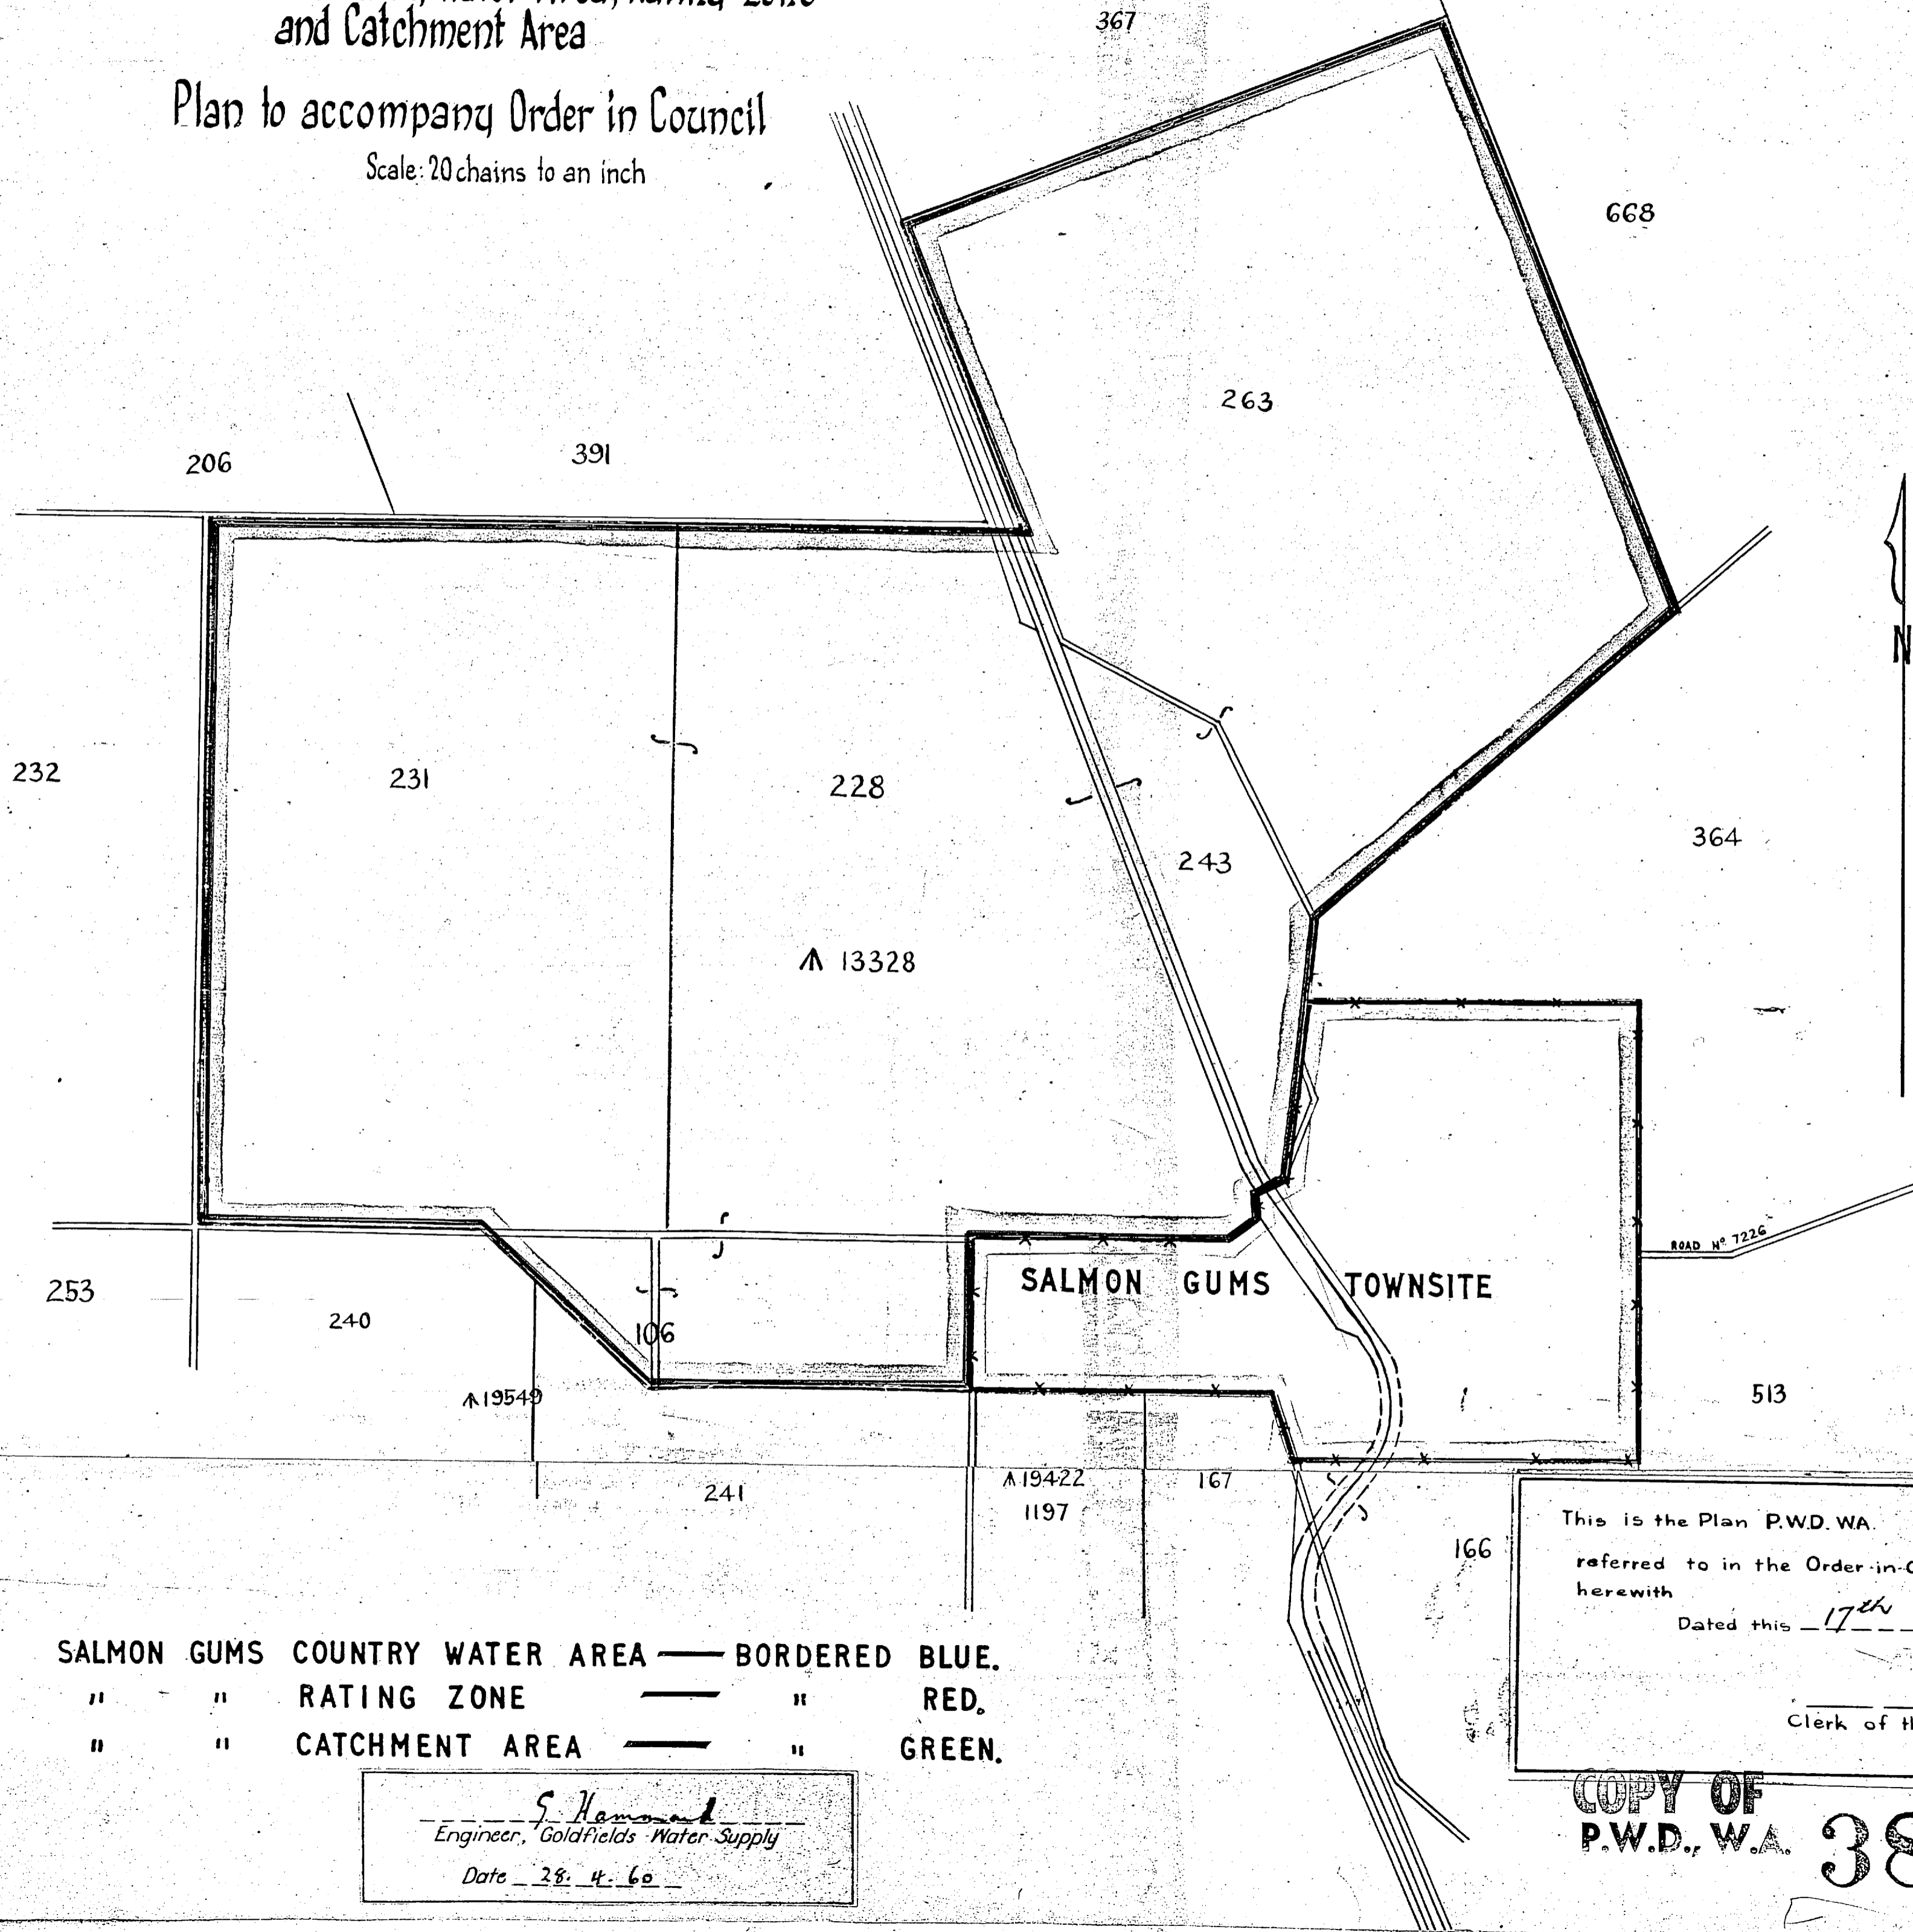 and Catchment Area
Plan to accompany Order in Council
Scale: 20 chains to an inch
367
668
263
206
391
N
232
231
228
243
364
13328
ROAD Nº 7226
253
240
106
SALMON GUMS TOWNSITE
19549
513
241
19422
1197
167
166
This is the Plan P.W.D. W.A.
referred to in the Order-in-C
herewith
Dated this 17th
Clerk of th
SALMON GUMS COUNTRY WATER AREA — BORDERED BLUE.
" " RATING ZONE — " RED.
" " CATCHMENT AREA — " GREEN.
Engineer, Goldfields Water Supply
Date 28. 4. 60
COPY OF
P.W.D., W.A. 38